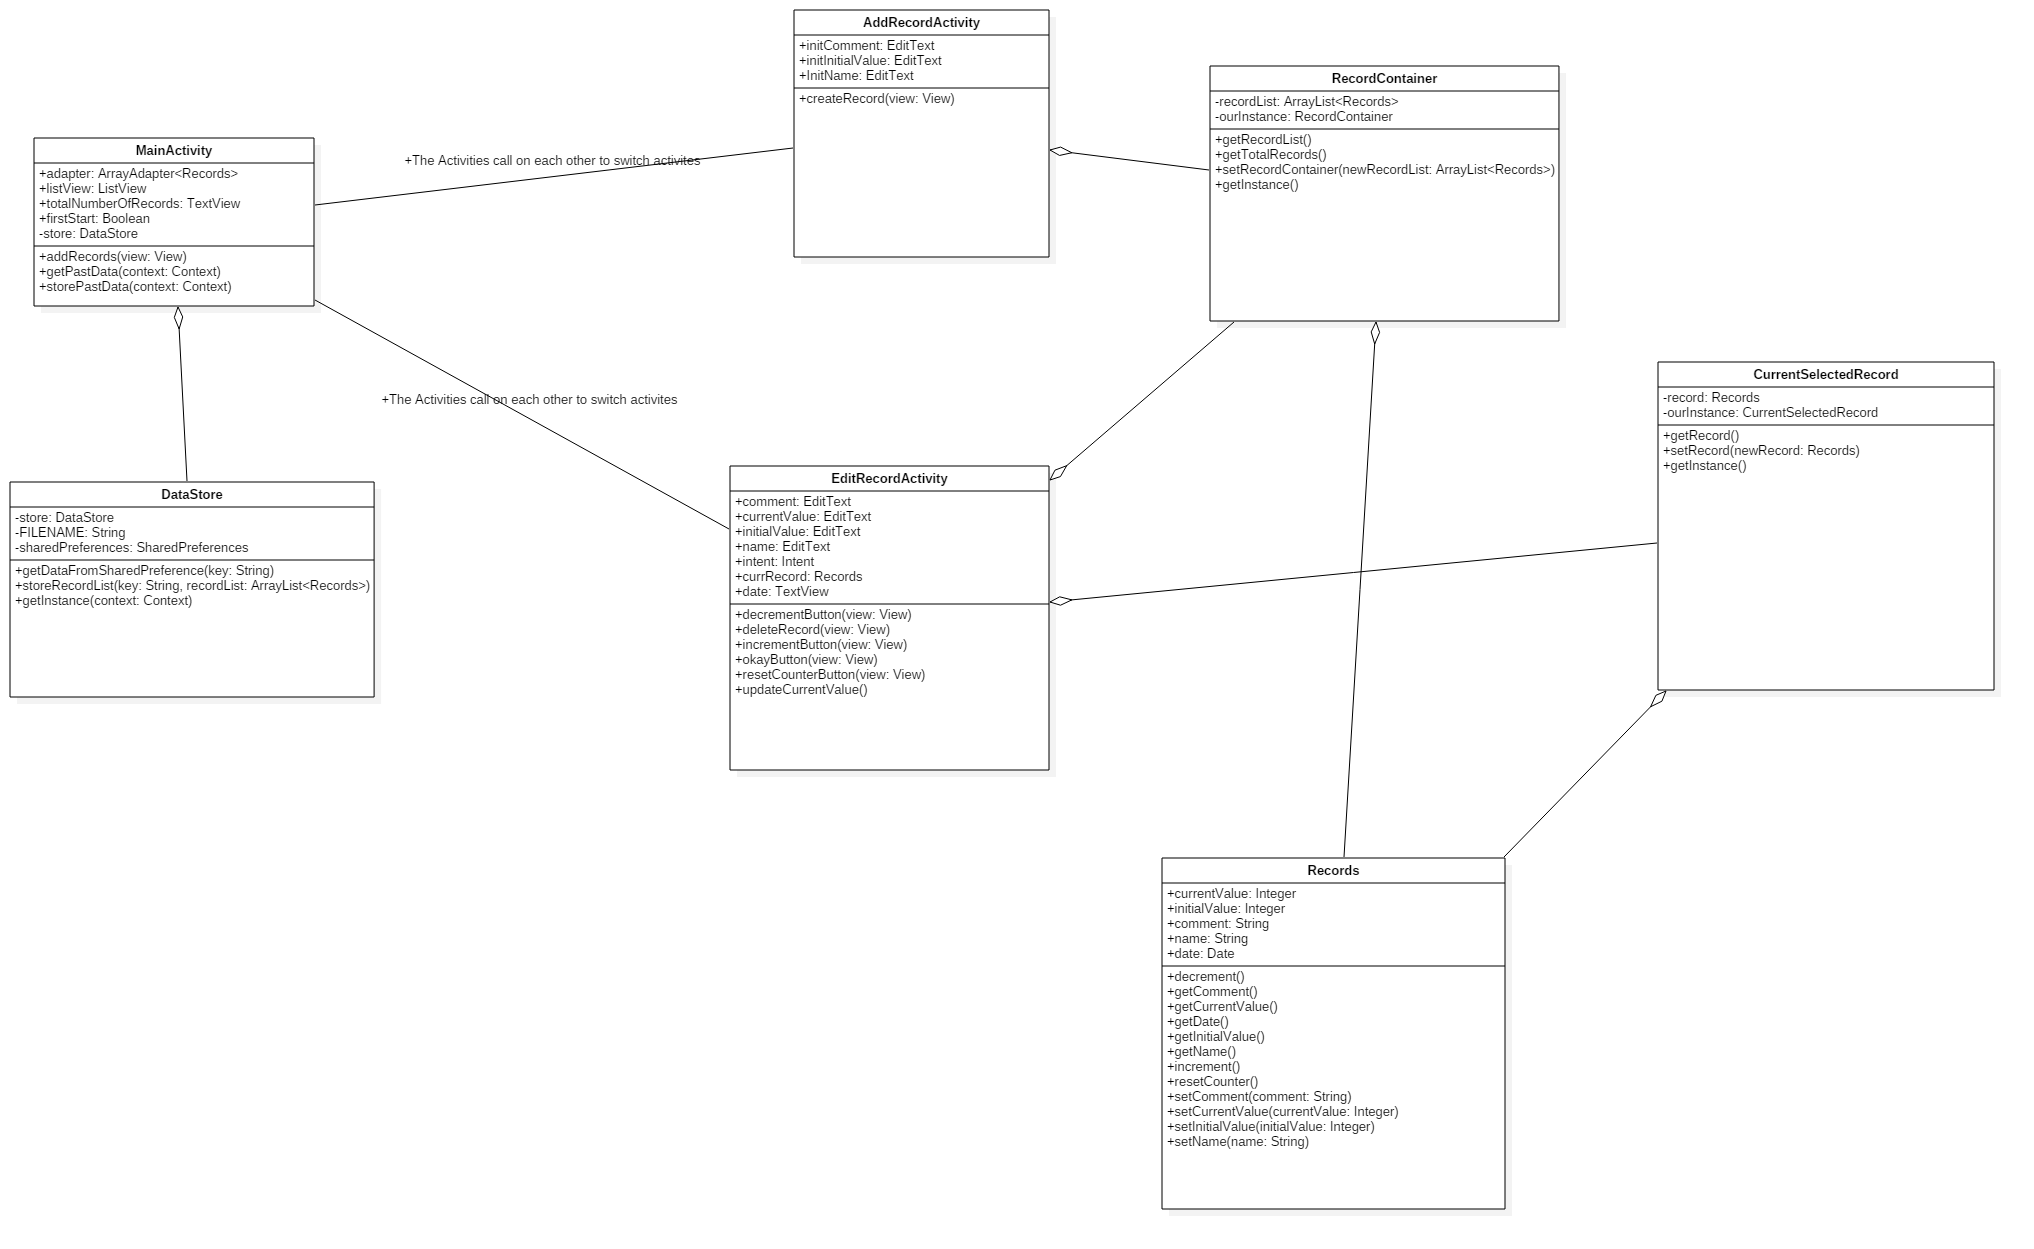 AddRecordActivity
+initComment: EditText
+initInitialValue: EditText
+InitName: EditText
+createRecord(view: View)
RecordContainer
-recordList: ArrayList<Records>
-ourInstance: RecordContainer
+getRecordList()
+getTotalRecords()
+setRecordContainer(newRecordList: ArrayList<Records>)
+getInstance()
MainActivity
+adapter: ArrayAdapter<Records>
+listView: ListView
+totalNumberOfRecords: TextView
+firstStart: Boolean
-store: DataStore
+addRecords(view: View)
+getPastData(context: Context)
+storePastData(context: Context)
+The Activities call on each other to switch activites
+The Activities call on each other to switch activites
CurrentSelectedRecord
-record: Records
-ourInstance: CurrentSelectedRecord
+getRecord()
+setRecord(newRecord: Records)
+getInstance()
EditRecordActivity
+comment: EditText
+currentValue: EditText
+initialValue: EditText
+name: EditText
+intent: Intent
+currRecord: Records
+date: TextView
+decrementButton(view: View)
+deleteRecord(view: View)
+incrementButton(view: View)
+okayButton(view: View)
+resetCounterButton(view: View)
+updateCurrentValue()
DataStore
-store: DataStore
-FILENAME: String
-sharedPreferences: SharedPreferences
+getDataFromSharedPreference(key: String)
+storeRecordList(key: String, recordList: ArrayList<Records>)
+getInstance(context: Context)
Records
+currentValue: Integer
+initialValue: Integer
+comment: String
+name: String
+date: Date
+decrement()
+getComment()
+getCurrentValue()
+getDate()
+getInitialValue()
+getName()
+increment()
+resetCounter()
+setComment(comment: String)
+setCurrentValue(currentValue: Integer)
+setInitialValue(initialValue: Integer)
+setName(name: String)